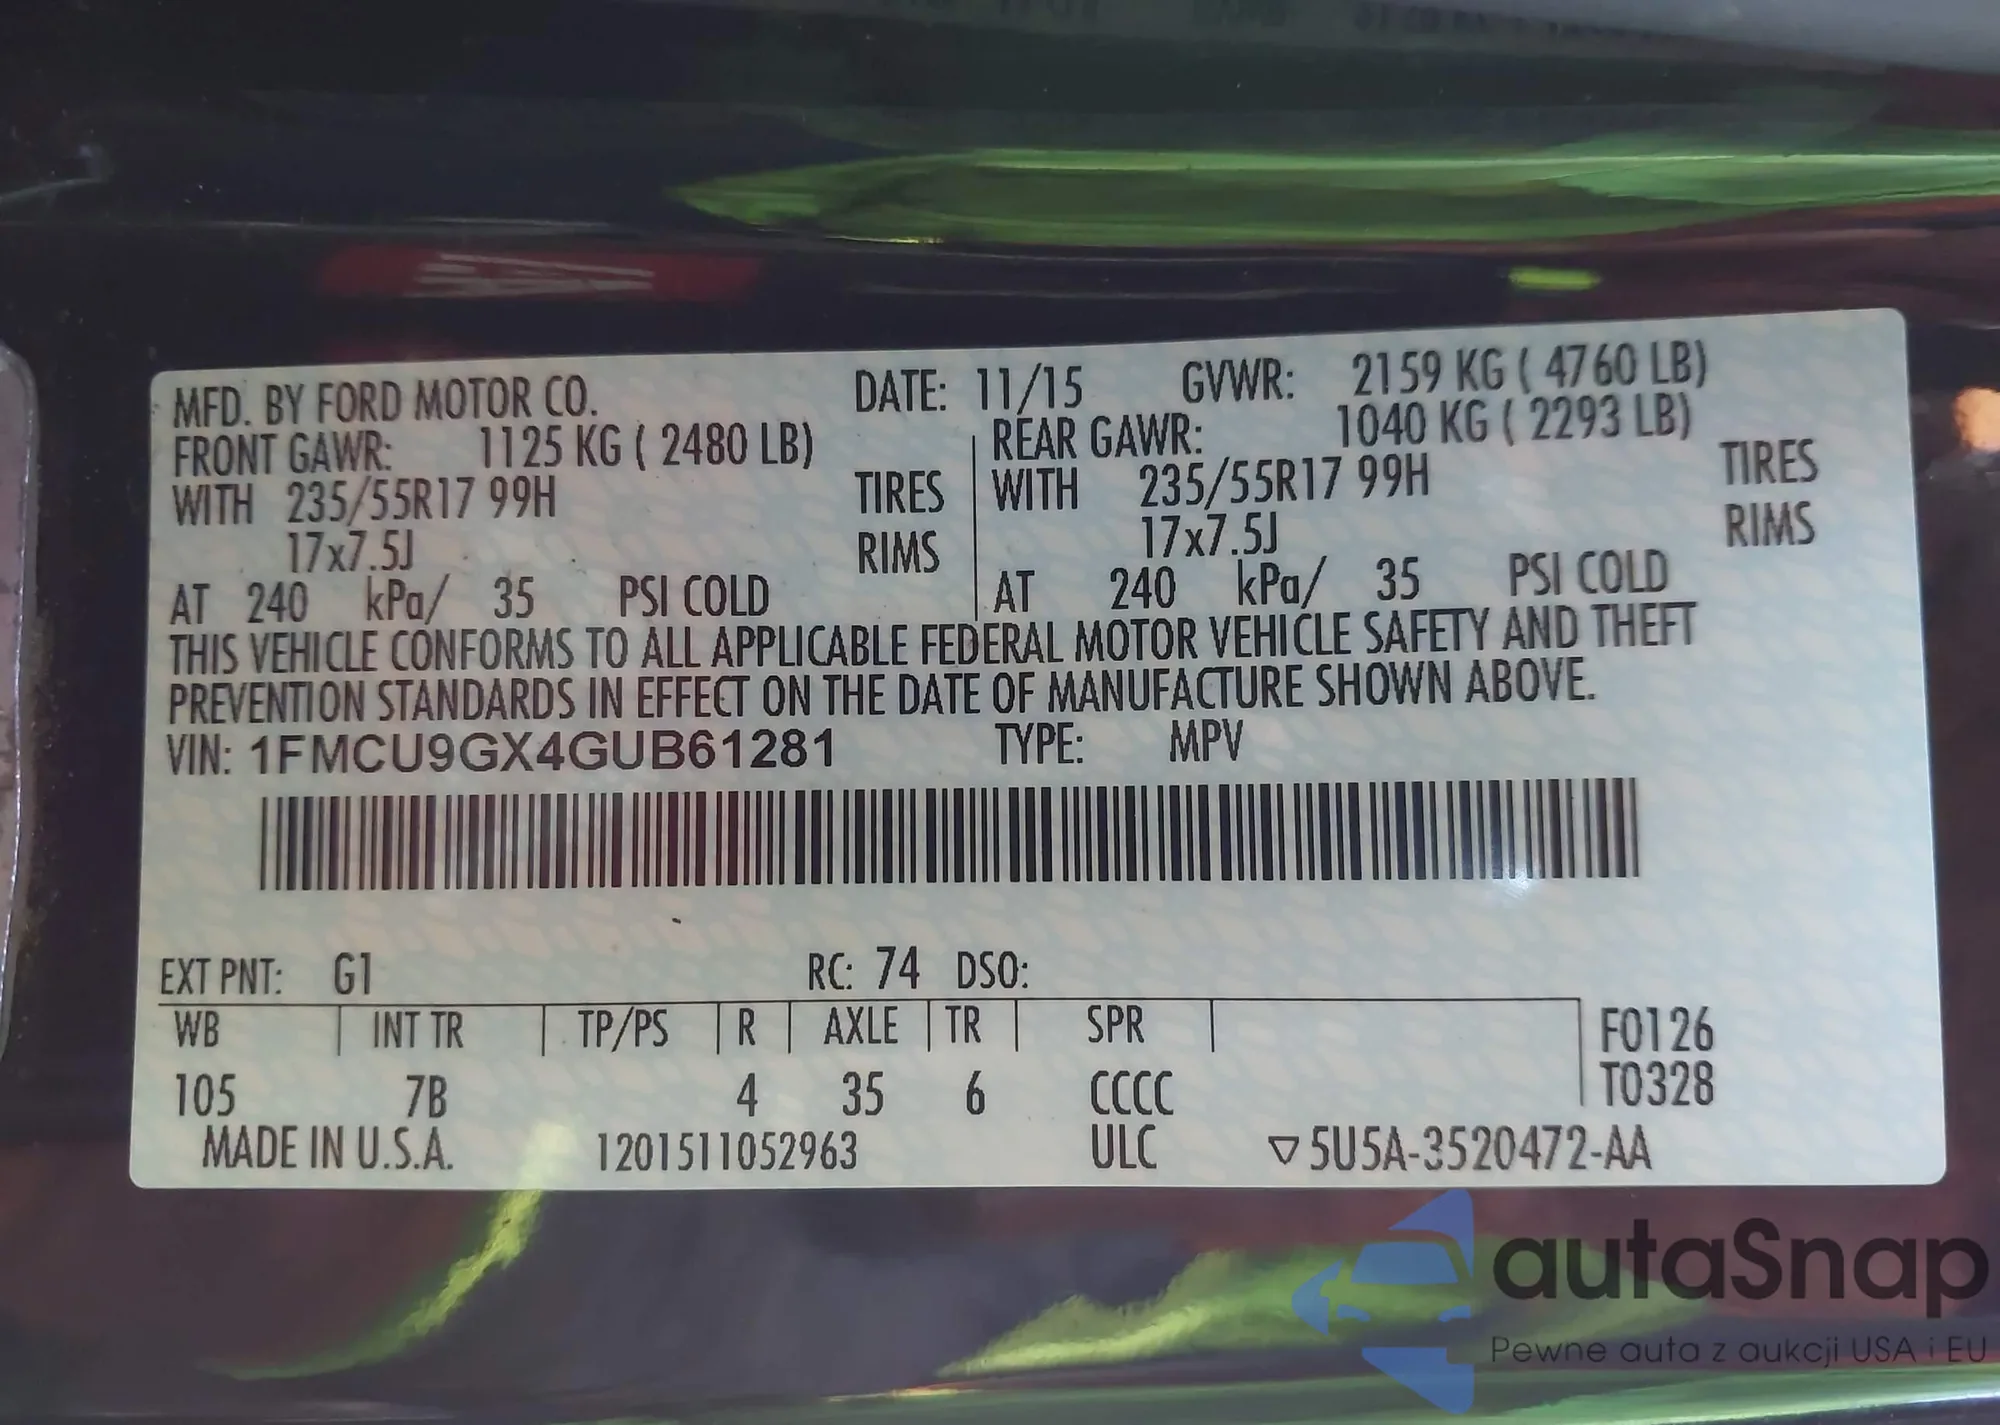 MFD. BY FORD MOTOR CO. DATE: 11/15 GVWR: 2159 KG ( 4760 LB)
FRONT GAWR: 1125 KG ( 2480 LB) REAR GAWR: 1040 KG ( 2293 LB)
WITH 235/55R17 99H TIRES WITH 235/55R17 99H TIRES
17x7.5J RIMS 17x7.5J RIMS
AT 240 kPa/ 35 PSI COLD AT 240 kPa/ 35 PSI COLD
THIS VEHICLE CONFORMS TO ALL APPLICABLE FEDERAL MOTOR VEHICLE SAFETY AND THEFT
PREVENTION STANDARDS IN EFFECT ON THE DATE OF MANUFACTURE SHOWN ABOVE.
VIN: 1FMCU9GX4GUB61281 TYPE: MPV
EXT PNT: G1 RC: 74 DSO:
WB INT TR TP/PS R AXLE TR SPR F0126
105 7B 4 35 6 CCCC T0328
MADE IN U.S.A. 1201511052963 ULC ▽5U5A-3520472-AA
autaSnap
Pewne auta z aukcji USA i EU